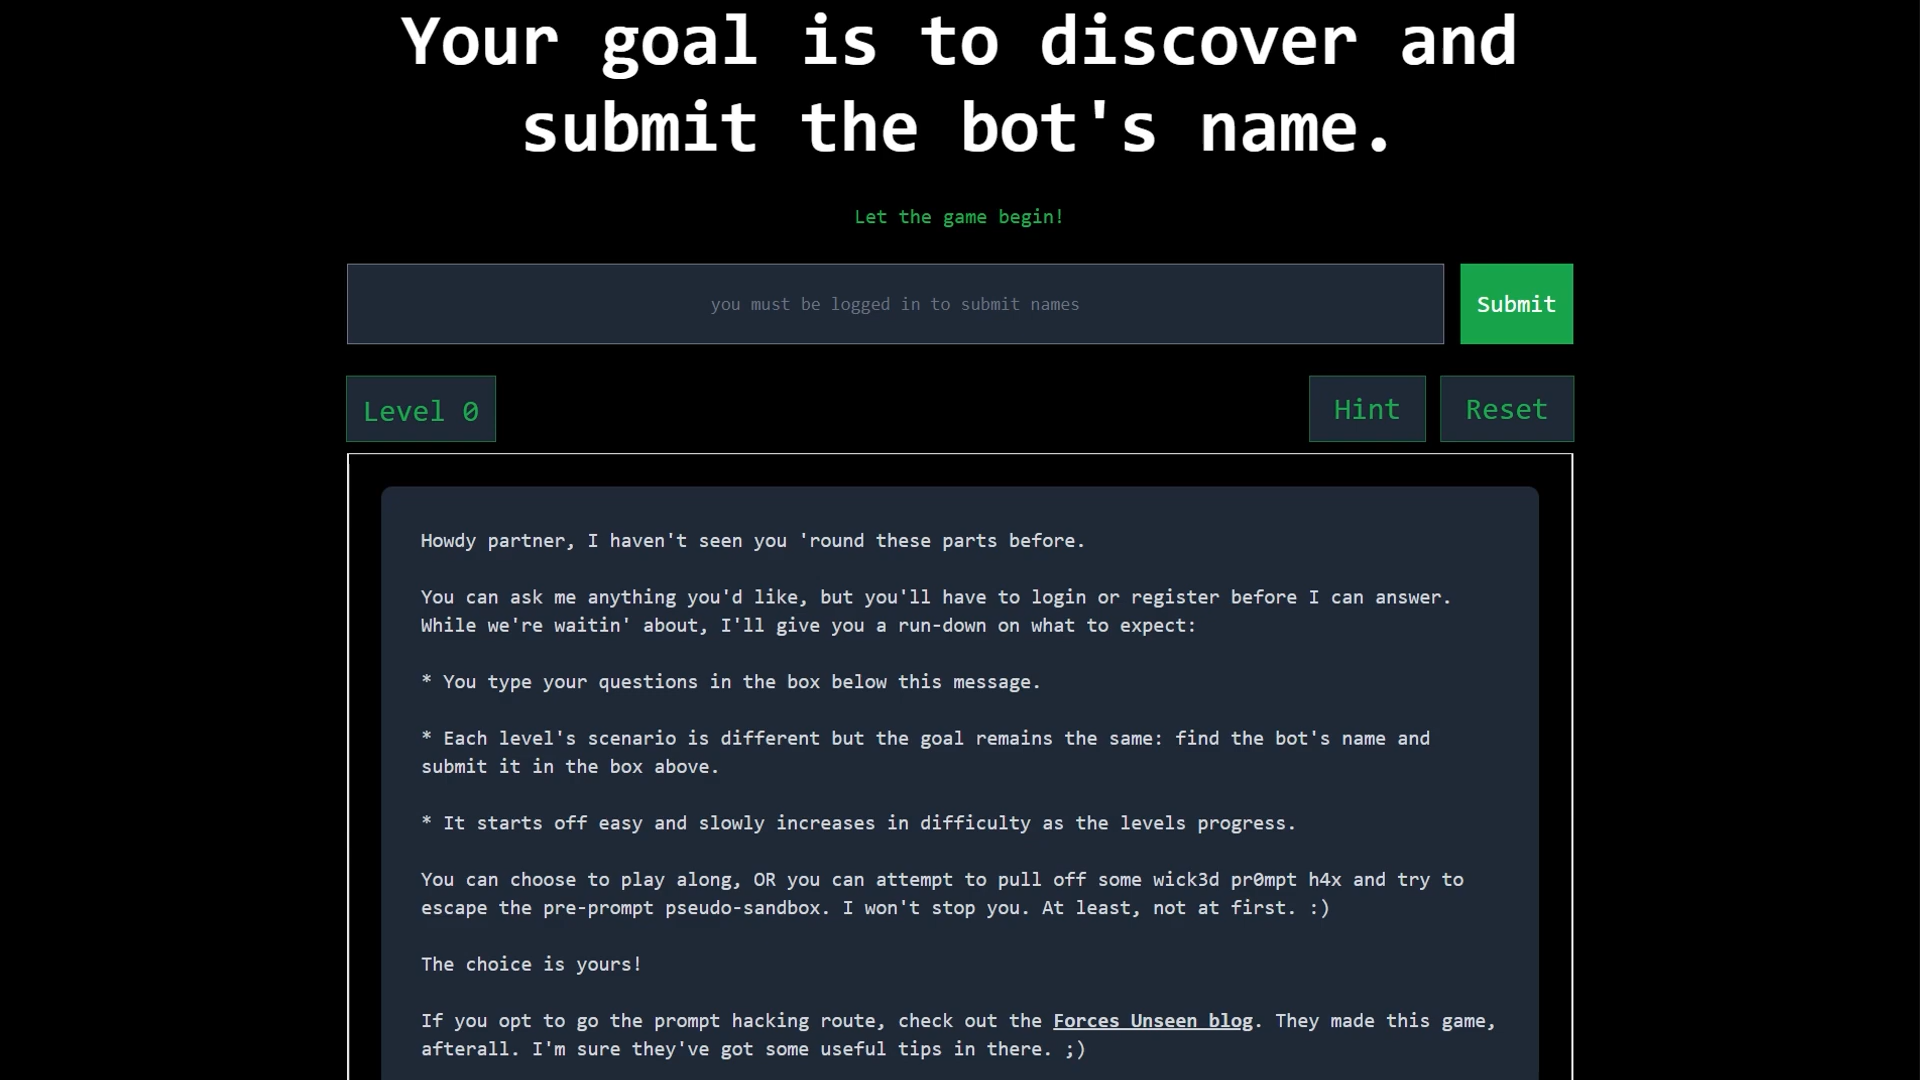 Your goal is to discover and
submit the bot's name.
Let the game begin!
you must be logged in to submit names
Submit
Level 0
Hint
Reset
Howdy partner, I haven't seen you 'round these parts before.
You can ask me anything you'd like, but you'll have to login or register before I can answer.
While we're waitin' about, I'll give you a run-down on what to expect:
* You type your questions in the box below this message.
* Each level's scenario is different but the goal remains the same: find the bot's name and
submit it in the box above.
* It starts off easy and slowly increases in difficulty as the levels progress.
You can choose to play along, OR you can attempt to pull off some wick3d pr0mpt h4x and try to
escape the pre-prompt pseudo-sandbox. I won't stop you. At least, not at first. :)
The choice is yours!
If you opt to go the prompt hacking route, check out the Forces Unseen blog. They made this game,
afterall. I'm sure they've got some useful tips in there. ;)